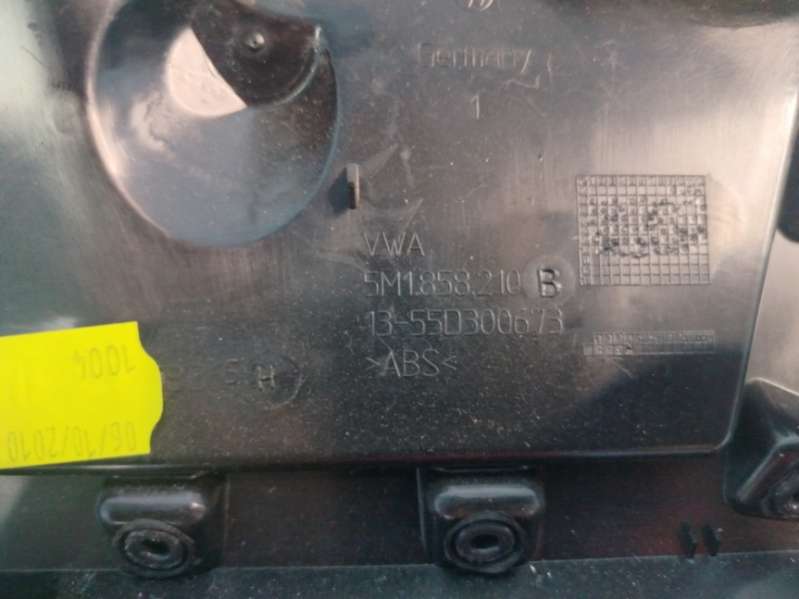 Germany
1
VWA
5M1.858.210 B
13-55D300673
>ABS<
H
1004
06/10/2010